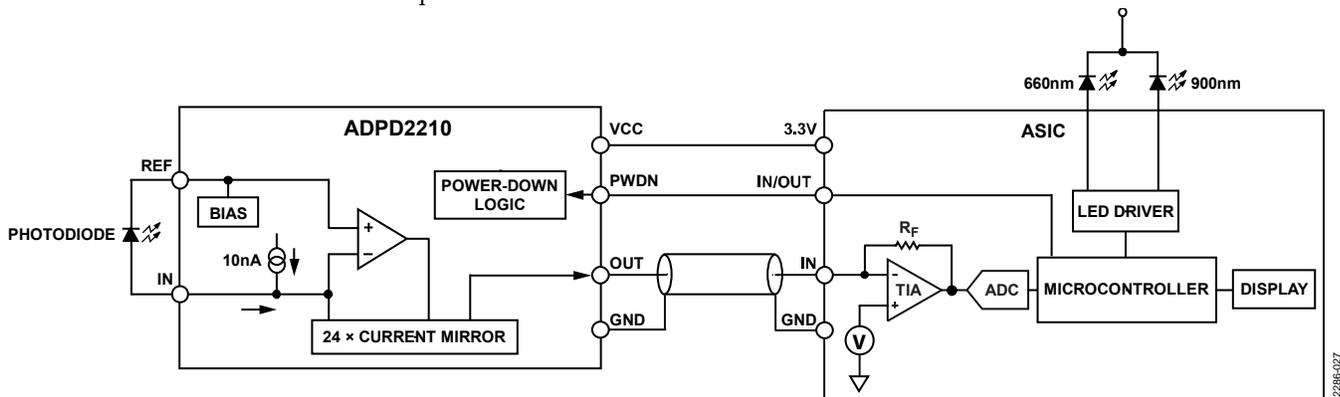 660nm
900nm
ADPD2210
VCC
3.3V
ASIC
REF
POWER-DOWN
LOGIC
PWDN
IN/OUT
BIAS
LED DRIVER
PHOTODIODE
+
−
10nA
RF
IN
OUT
IN
−
TIA
+
ADC
MICROCONTROLLER
DISPLAY
24 × CURRENT MIRROR
GND
GND
V
2286-027